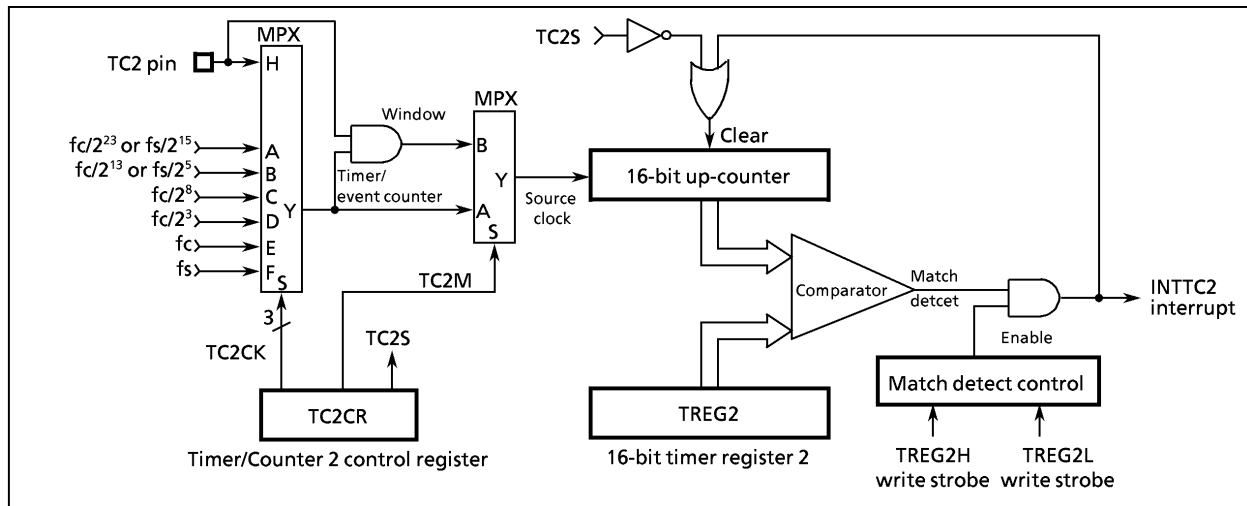 MPX
TC2 pin
H
fc/2²³ or fs/2¹⁵
A
fc/2¹³ or fs/2⁵
B
fc/2⁸
C
fc/2³
D
Y
fc
E
fs
F
S
3
TC2CK
Window
Timer/
event counter
MPX
B
Y
A
S
TC2M
TC2S
TC2CR
Timer/Counter 2 control register
Source
clock
TC2S
Clear
16-bit up-counter
Comparator
Match
detcet
TREG2
16-bit timer register 2
Enable
INTTC2
interrupt
Match detect control
TREG2H
write strobe
TREG2L
write strobe